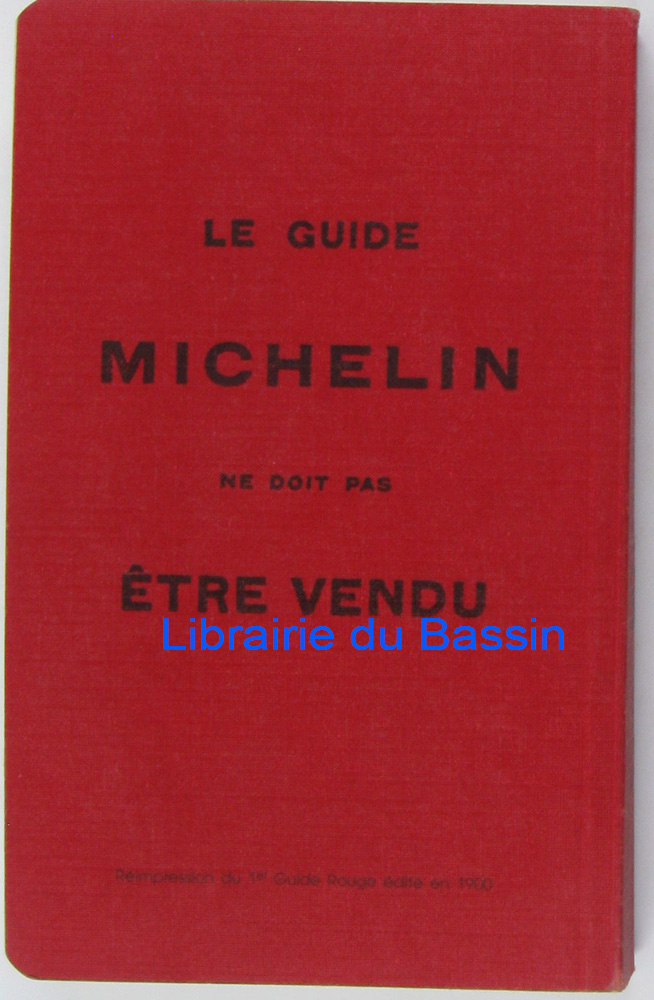 LE GUIDE
MICHELIN
NE DOIT PAS
ÊTRE VENDU
Librairie du Bassin
Réimpression du 1er Guide Rouge édité en 1900